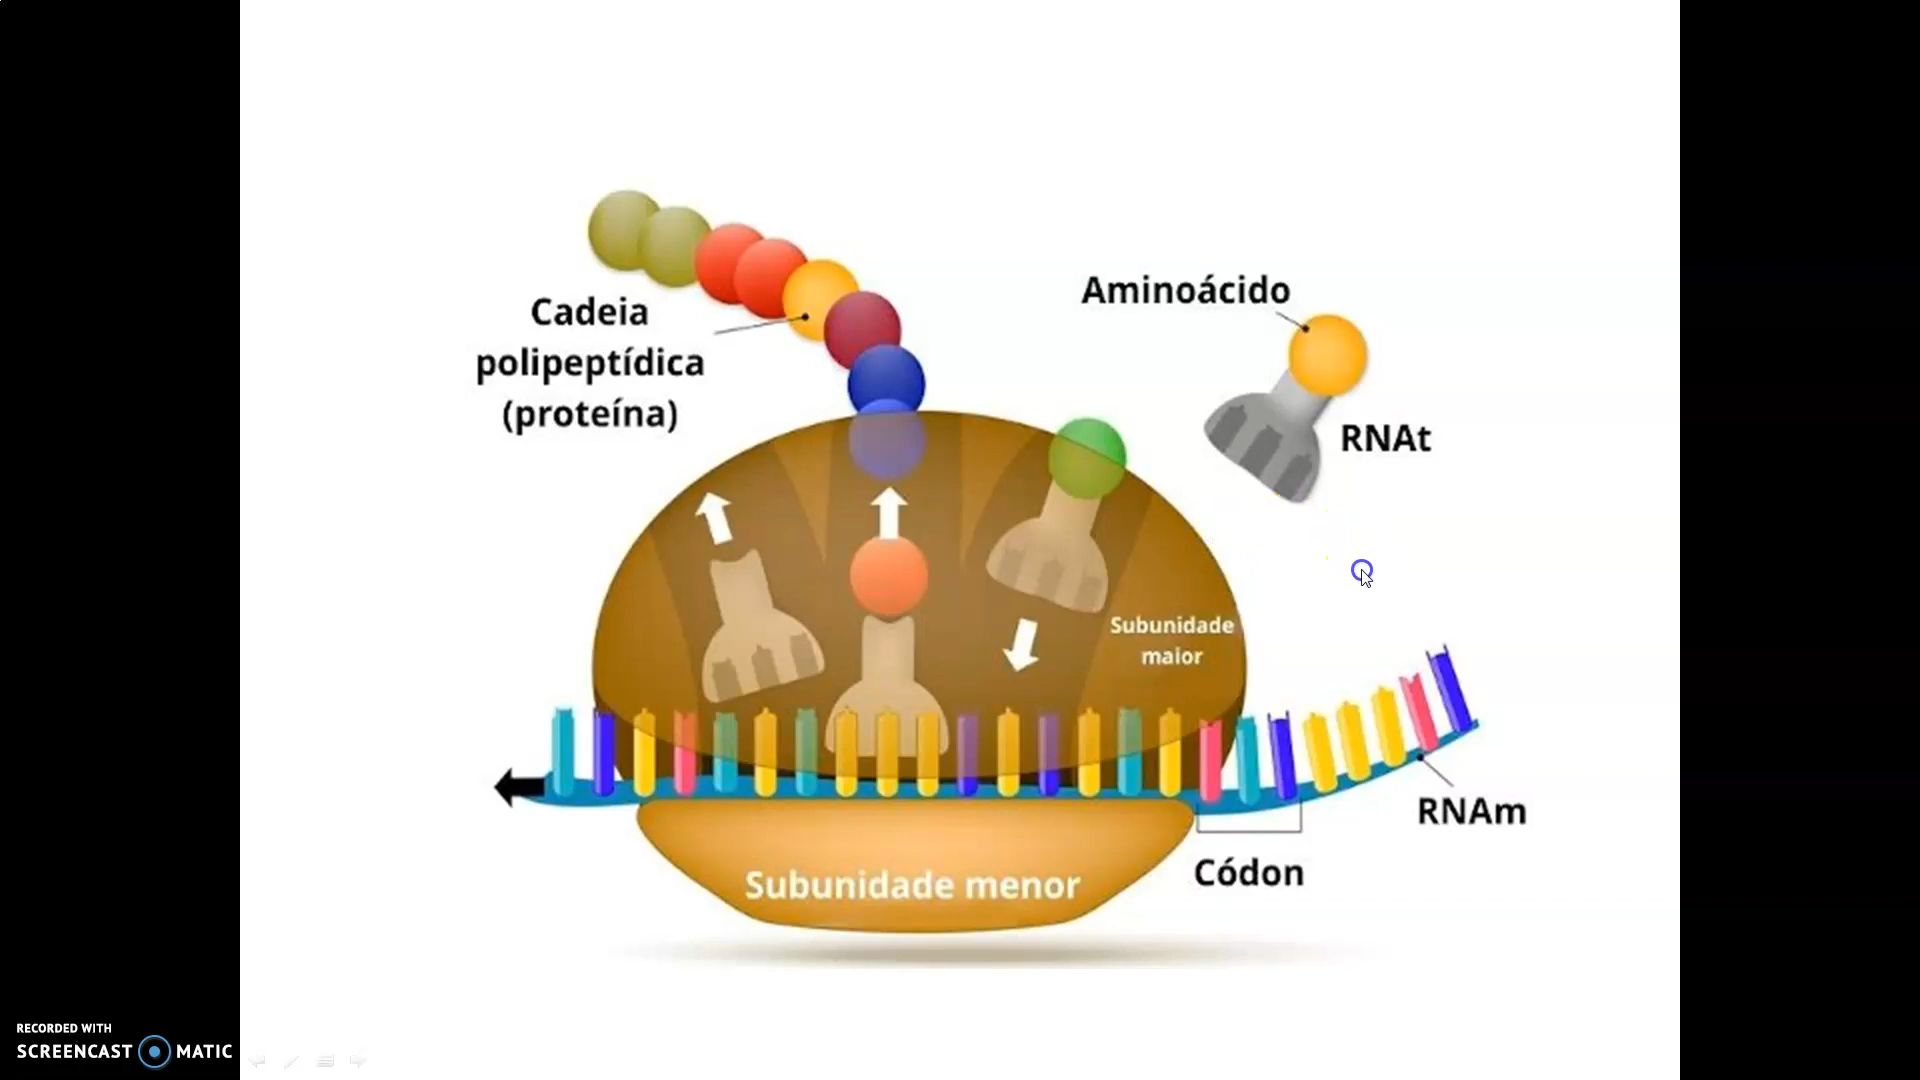 Cadeia
polipeptídica
(proteína)
Aminoácido
RNAt
Subunidade
maior
RNAm
Códon
Subunidade menor
RECORDED WITH
SCREENCAST MATIC